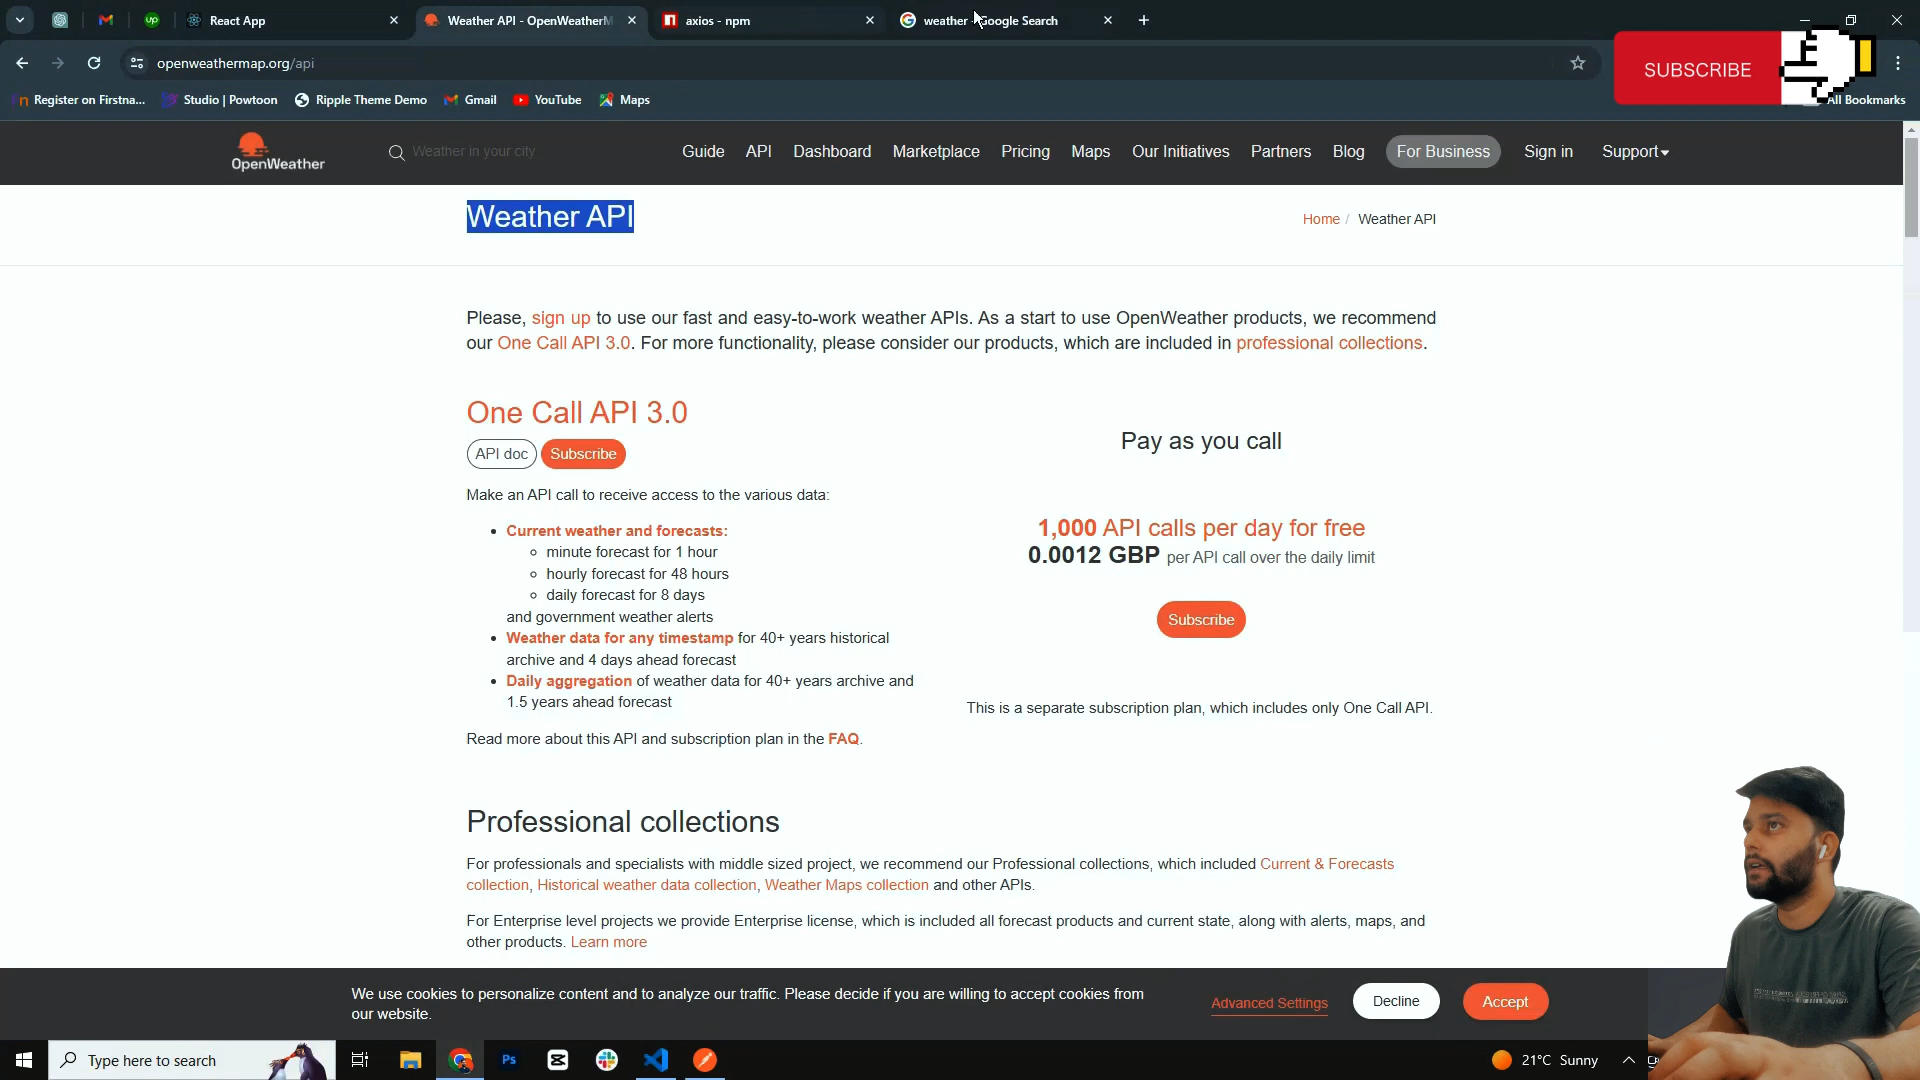 React App
Weather API - OpenWeatherM
axios - npm
weather - Google Search
openweathermap.org/api
SUBSCRIBE
Register on Firstna...
Studio | Powtoon
Ripple Theme Demo
Gmail
YouTube
Maps
All Bookmarks
OpenWeather
Weather in your city
Guide
API
Dashboard
Marketplace
Pricing
Maps
Our Initiatives
Partners
Blog
For Business
Sign in
Support
Weather API
Home / Weather API
Please, sign up to use our fast and easy-to-work weather APIs. As a start to use OpenWeather products, we recommend
our One Call API 3.0. For more functionality, please consider our products, which are included in professional collections.
One Call API 3.0
API doc
Subscribe
Make an API call to receive access to the various data:
Current weather and forecasts:
minute forecast for 1 hour
hourly forecast for 48 hours
daily forecast for 8 days
and government weather alerts
Weather data for any timestamp for 40+ years historical
archive and 4 days ahead forecast
Daily aggregation of weather data for 40+ years archive and
1.5 years ahead forecast
Read more about this API and subscription plan in the FAQ.
Pay as you call
1,000 API calls per day for free
0.0012 GBP per API call over the daily limit
Subscribe
This is a separate subscription plan, which includes only One Call API.
Professional collections
For professionals and specialists with middle sized project, we recommend our Professional collections, which included Current & Forecasts
collection, Historical weather data collection, Weather Maps collection and other APIs.
For Enterprise level projects we provide Enterprise license, which is included all forecast products and current state, along with alerts, maps, and
other products. Learn more
We use cookies to personalize content and to analyze our traffic. Please decide if you are willing to accept cookies from
our website.
Advanced Settings
Decline
Accept
Type here to search
Ps
21°C Sunny